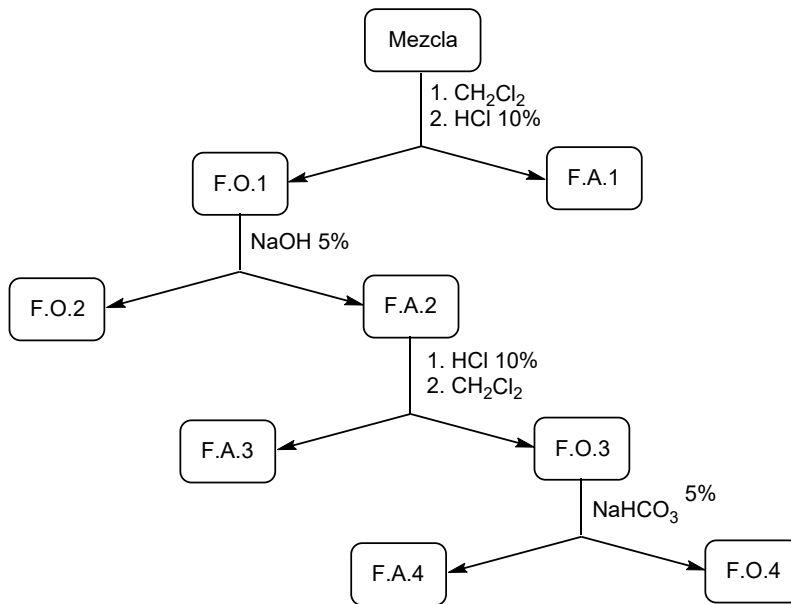 Mezcla
1. CH₂Cl₂
2. HCl 10%
F.O.1
F.A.1
NaOH 5%
F.O.2
F.A.2
1. HCl 10%
2. CH₂Cl₂
F.A.3
F.O.3
NaHCO₃ 5%
F.A.4
F.O.4